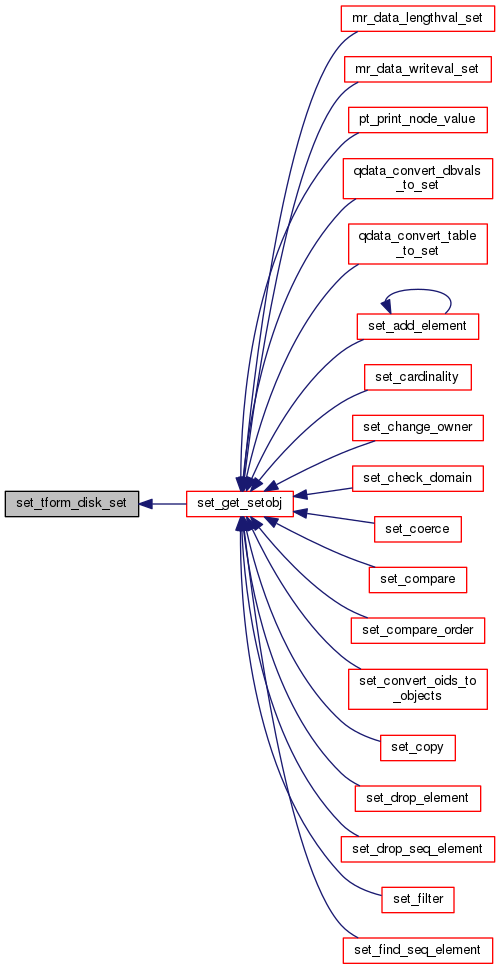 mr_data_lengthval_set
mr_data_writeval_set
pt_print_node_value
qdata_convert_dbvals
_to_set
qdata_convert_table
_to_set
set_add_element
set_cardinality
set_change_owner
set_check_domain
set_tform_disk_set
set_get_setobj
set_coerce
set_compare
set_compare_order
set_convert_oids_to
_objects
set_copy
set_drop_element
set_drop_seq_element
set_filter
set_find_seq_element